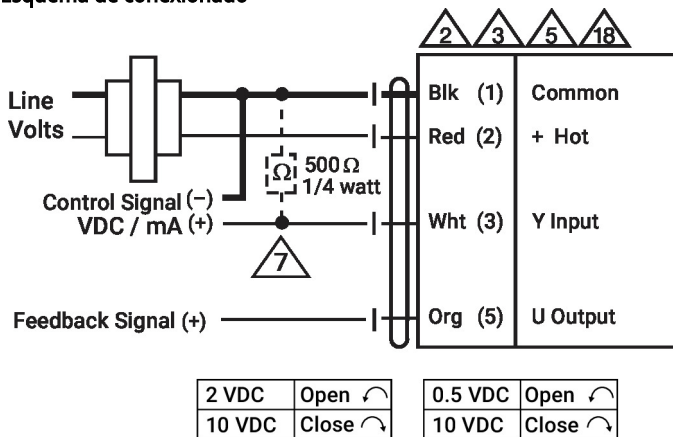 Esquema de conexionado
2 3 5 18
Line
Volts
Blk (1) Common
Red (2) + Hot
Ω 500 Ω
1/4 watt
Control Signal (−)
VDC / mA (+)
Wht (3) Y Input
7
Feedback Signal (+)
Org (5) U Output
2 VDC Open
10 VDC Close
0.5 VDC Open
10 VDC Close